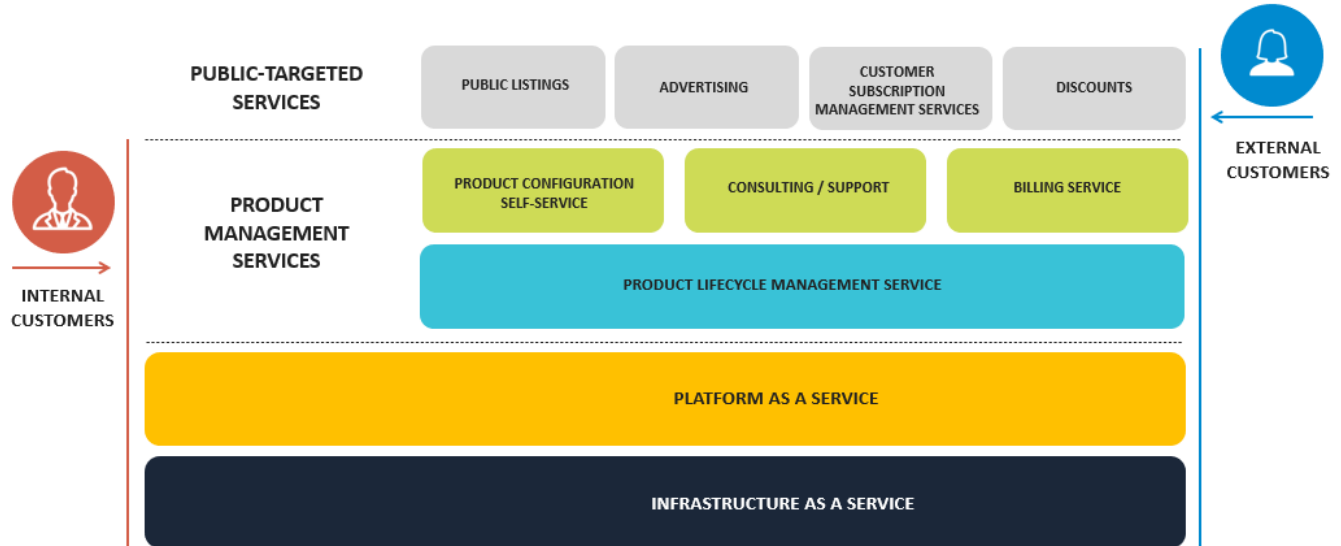 PUBLIC-TARGETED
SERVICES
PUBLIC LISTINGS
ADVERTISING
CUSTOMER
SUBSCRIPTION
MANAGEMENT SERVICES
DISCOUNTS
EXTERNAL
CUSTOMERS
PRODUCT
MANAGEMENT
SERVICES
PRODUCT CONFIGURATION
SELF-SERVICE
CONSULTING / SUPPORT
BILLING SERVICE
PRODUCT LIFECYCLE MANAGEMENT SERVICE
INTERNAL
CUSTOMERS
PLATFORM AS A SERVICE
INFRASTRUCTURE AS A SERVICE